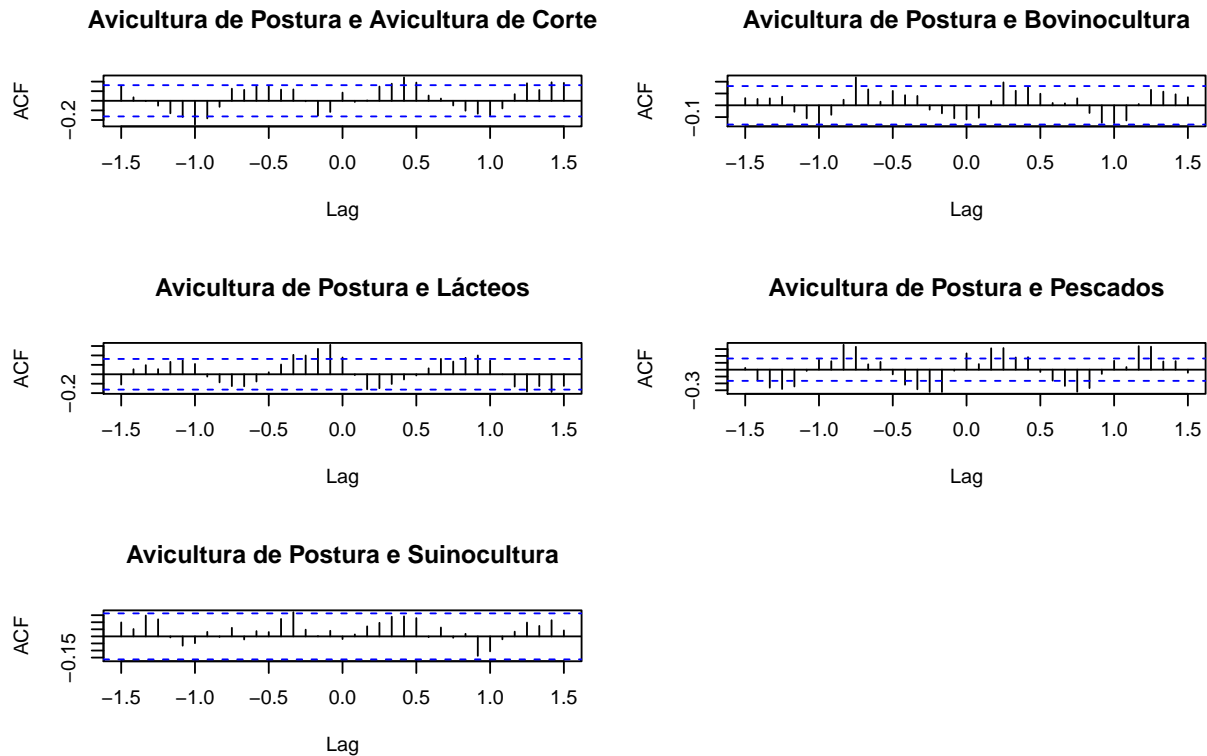 Avicultura de Postura e Avicultura de Corte
ACF
−0.2
−1.5 −1.0 −0.5 0.0 0.5 1.0 1.5
Lag
Avicultura de Postura e Bovinocultura
ACF
−0.1
−1.5 −1.0 −0.5 0.0 0.5 1.0 1.5
Lag
Avicultura de Postura e Lácteos
ACF
−0.2
−1.5 −1.0 −0.5 0.0 0.5 1.0 1.5
Lag
Avicultura de Postura e Pescados
ACF
−0.3
−1.5 −1.0 −0.5 0.0 0.5 1.0 1.5
Lag
Avicultura de Postura e Suinocultura
ACF
−0.15
−1.5 −1.0 −0.5 0.0 0.5 1.0 1.5
Lag